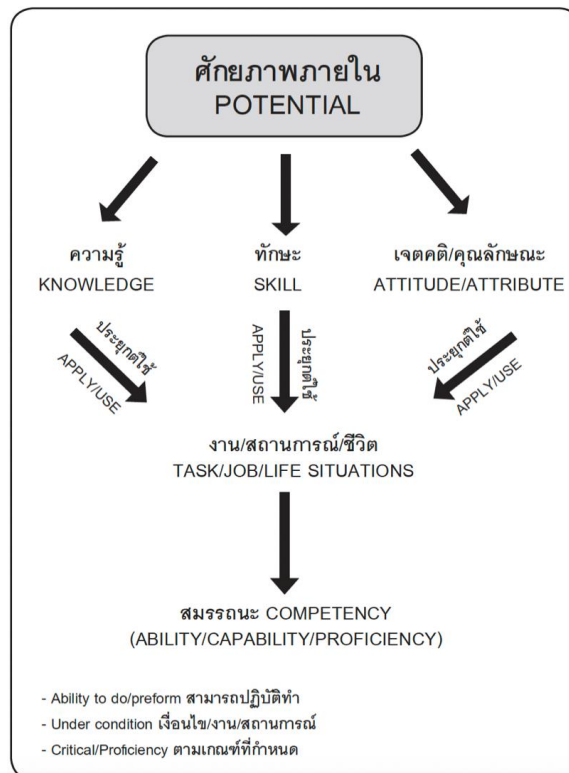 ศักยภาพภายใน
POTENTIAL
ความรู้
KNOWLEDGE
ทักษะ
SKILL
เจตคติ/คุณลักษณะ
ATTITUDE/ATTRIBUTE
ประยุกต์ใช้
APPLY/USE
ประยุกต์ใช้
APPLY/USE
ประยุกต์ใช้
APPLY/USE
งาน/สถานการณ์/ชีวิต
TASK/JOB/LIFE SITUATIONS
สมรรถนะ COMPETENCY
(ABILITY/CAPABILITY/PROFICIENCY)
- Ability to do/preform สามารถปฏิบัติทำ
- Under condition เงื่อนไข/งาน/สถานการณ์
- Critical/Proficiency ตามเกณฑ์ที่กำหนด